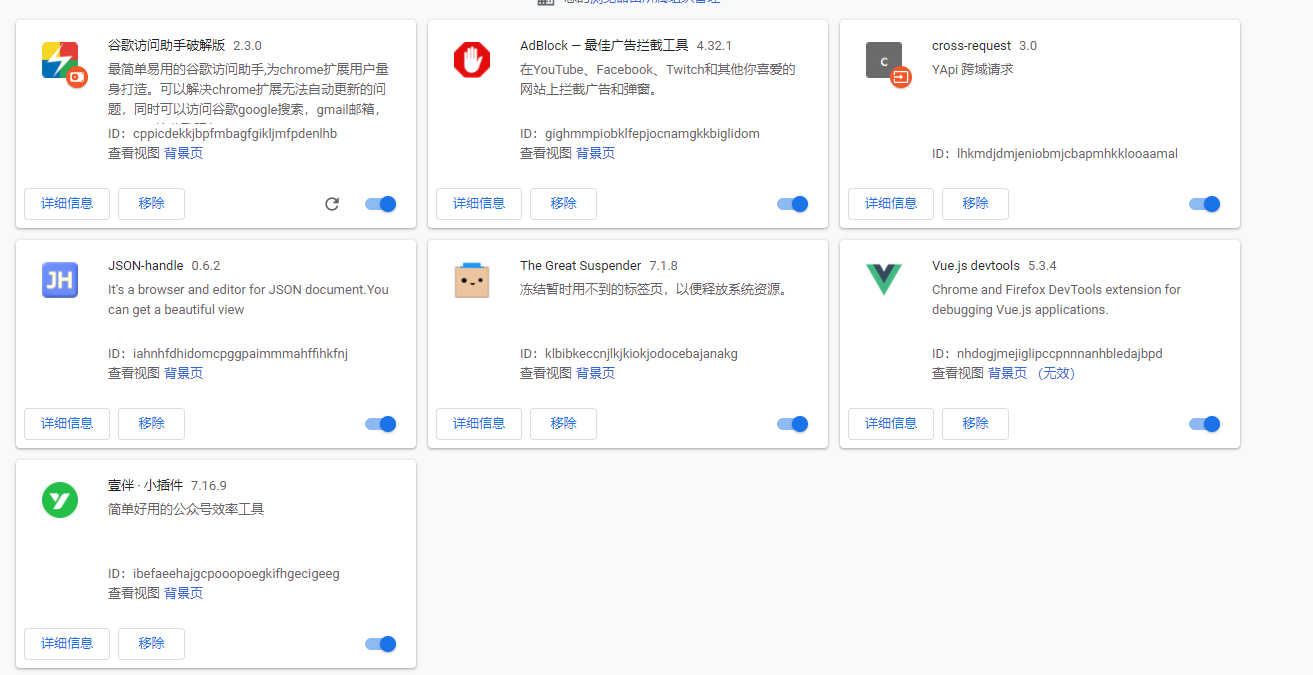 谷歌访问助手破解版 2.3.0
最简单易用的谷歌访问助手,为chrome扩展用户量
身打造。可以解决chrome扩展无法自动更新的问
题，同时可以访问谷歌google搜索，gmail邮箱，
ID：cppicdekkjbpfmbagfgikljmfpdenlhb
查看视图 背景页
详细信息 移除
AdBlock — 最佳广告拦截工具 4.32.1
在YouTube、Facebook、Twitch和其他你喜爱的
网站上拦截广告和弹窗。
ID：gighmmpiobklfepjocnamgkkbiglidom
查看视图 背景页
详细信息 移除
c
cross-request 3.0
YApi 跨域请求
ID：lhkmdjdmjeniobmjcbapmhkklooaamal
详细信息 移除
JH
JSON-handle 0.6.2
It's a browser and editor for JSON document.You
can get a beautiful view
ID：iahnhfdhidomcpggpaimmmahffihkfnj
查看视图 背景页
详细信息 移除
The Great Suspender 7.1.8
冻结暂时用不到的标签页，以便释放系统资源。
ID：klbibkeccnjlkjkiokjodocebajanakg
查看视图 背景页
详细信息 移除
Vue.js devtools 5.3.4
Chrome and Firefox DevTools extension for
debugging Vue.js applications.
ID：nhdogjmejiglipccpnnnanhbledajbpd
查看视图 背景页 （无效）
详细信息 移除
壹伴 · 小插件 7.16.9
简单好用的公众号效率工具
ID：ibefaeehajgcpooopoegkifhgecigeeg
查看视图 背景页
详细信息 移除